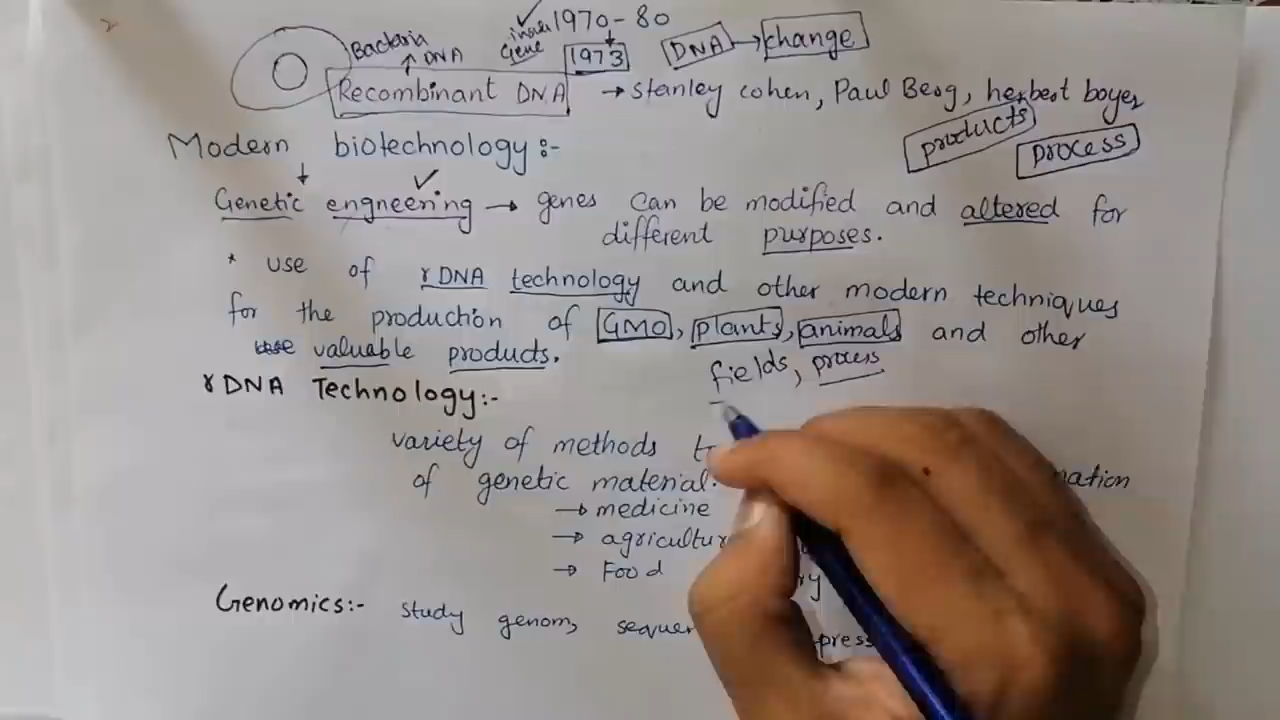 2
Bacteria
DNA
Gene
1970-80
1973
DNA → change
Recombinant DNA → Stanley cohen, Paul Berg, herbert boyer
products
process
Modern biotechnology:-
Genetic engneering → genes can be modified and altered for
different purposes.
* use of rDNA technology and other modern techniques
for the production of GMO, plants, animals and other
valuable products.
fields, process
rDNA Technology:-
variety of methods
of genetic material.
→ medicine
→ agricultur
→ Food
Genomics:- study genom, sequen